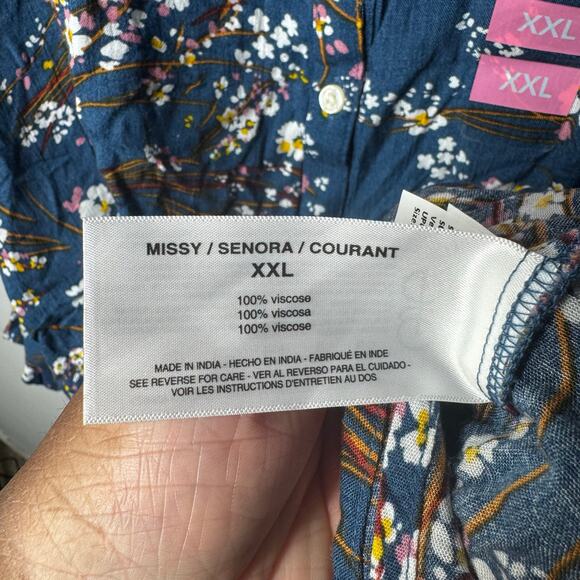 XXL
XXL
MISSY / SENORA / COURANT
XXL
100% viscose
100% viscosa
100% viscose
MADE IN INDIA - HECHO EN INDIA - FABRIQUÉ EN INDE
SEE REVERSE FOR CARE - VER AL REVERSO PARA EL CUIDADO -
VOIR LES INSTRUCTIONS D'ENTRETIEN AU DOS